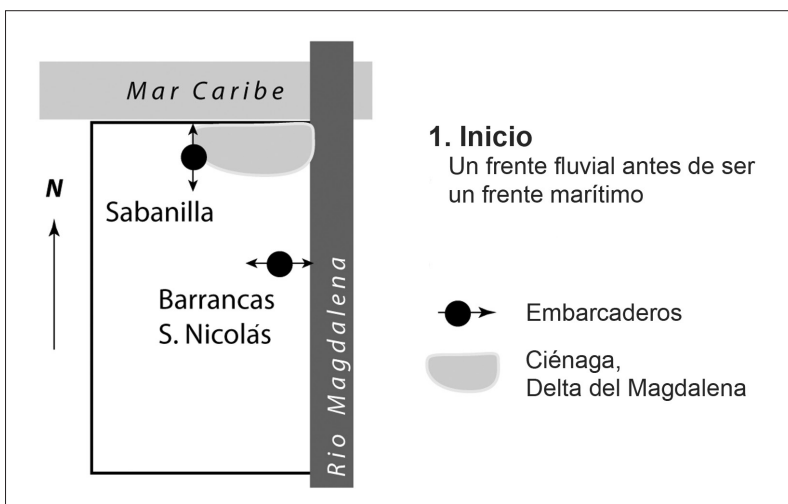 Mar Caribe
N
Sabanilla
Barrancas
S. Nicolás
Rio Magdalena
1. Inicio
Un frente fluvial antes de ser
un frente marítimo
Embarcaderos
Ciénaga,
Delta del Magdalena